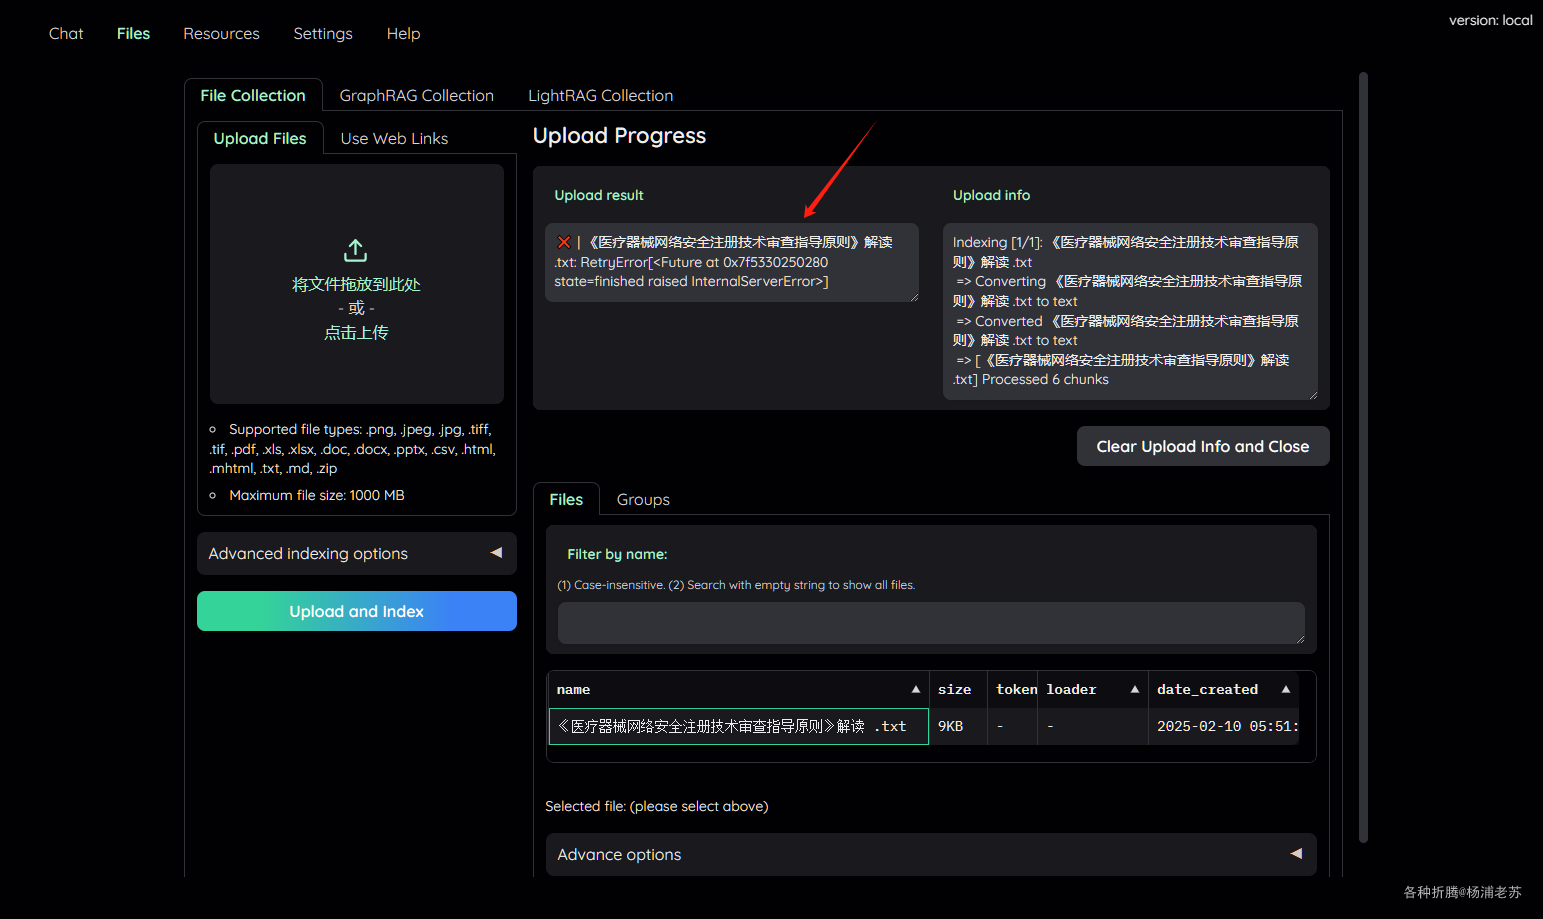 Chat Files Resources Settings Help
version: local
File Collection GraphRAG Collection LightRAG Collection
Upload Files Use Web Links
将文件拖放到此处
- 或 -
点击上传
Supported file types: .png, .jpeg, .jpg, .tiff,
.tif, .pdf, .xls, .xlsx, .doc, .docx, .pptx, .csv, .html,
.mhtml, .txt, .md, .zip
Maximum file size: 1000 MB
Advanced indexing options
Upload and Index
Upload Progress
Upload result
❌ | 《医疗器械网络安全注册技术审查指导原则》解读
.txt: RetryError[<Future at 0x7f5330250280
state=finished raised InternalServerError>]
Upload info
Indexing [1/1]: 《医疗器械网络安全注册技术审查指导原
则》解读 .txt
=> Converting 《医疗器械网络安全注册技术审查指导原
则》解读 .txt to text
=> Converted 《医疗器械网络安全注册技术审查指导原
则》解读 .txt to text
=> [《医疗器械网络安全注册技术审查指导原则》解读
.txt] Processed 6 chunks
Clear Upload Info and Close
Files Groups
Filter by name:
(1) Case-insensitive. (2) Search with empty string to show all files.
name size token loader date_created
《医疗器械网络安全注册技术审查指导原则》解读 .txt 9KB - - 2025-02-10 05:51:
Selected file: (please select above)
Advance options
各种折腾@杨浦老苏